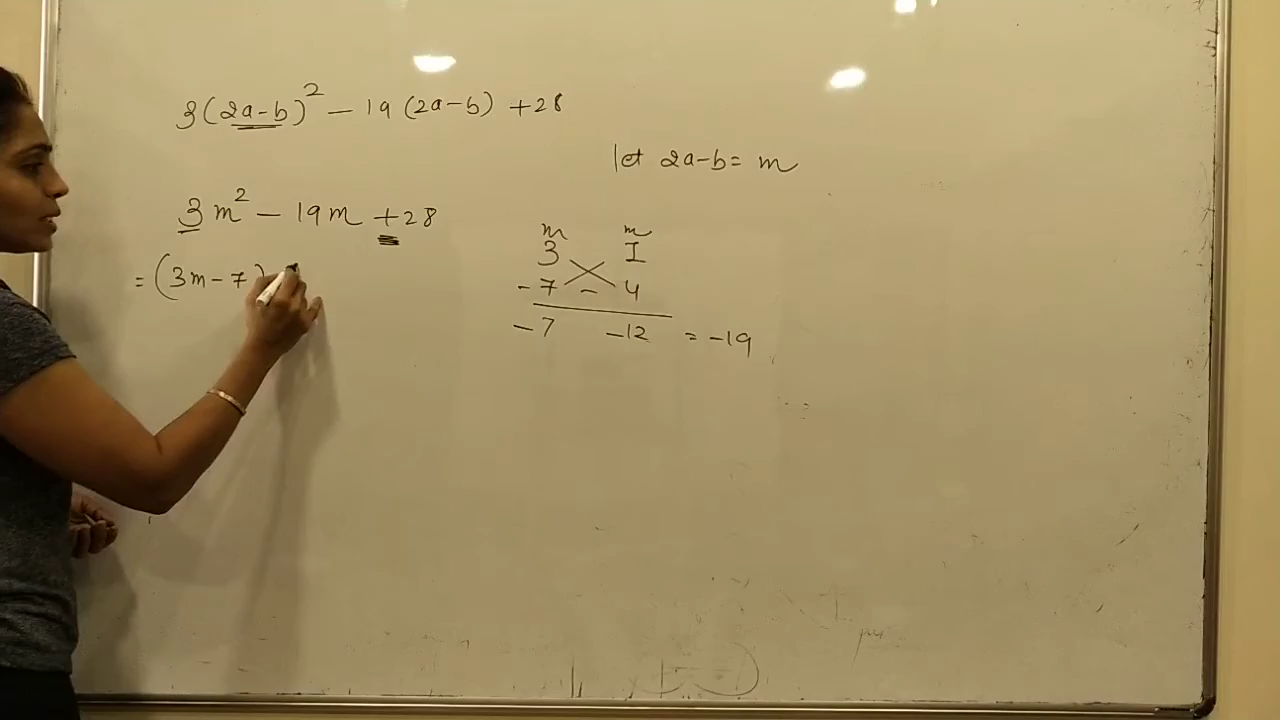 3(2a-b)² - 19(2a-b) +28
let 2a-b = m
3m² - 19m +28
= (3m-7)
m m
3 1
-7 -4
-7 -12 = -19